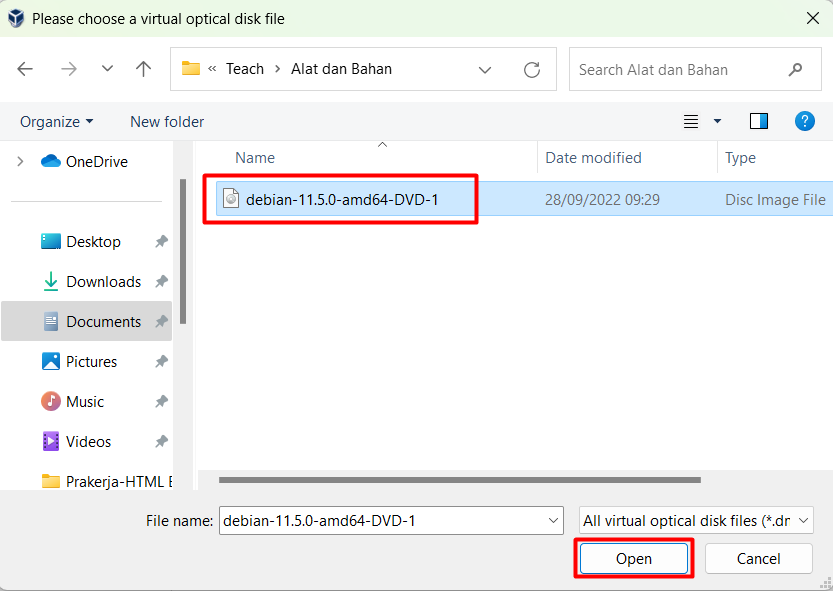 Please choose a virtual optical disk file
« Teach > Alat dan Bahan
Search Alat dan Bahan
Organize
New folder
?
OneDrive
Desktop
Downloads
Documents
Pictures
Music
Videos
Prakerja-HTML E
Name
Date modified
Type
debian-11.5.0-amd64-DVD-1
28/09/2022 09:29
Disc Image File
File name:
debian-11.5.0-amd64-DVD-1
All virtual optical disk files (*.dr
Open
Cancel